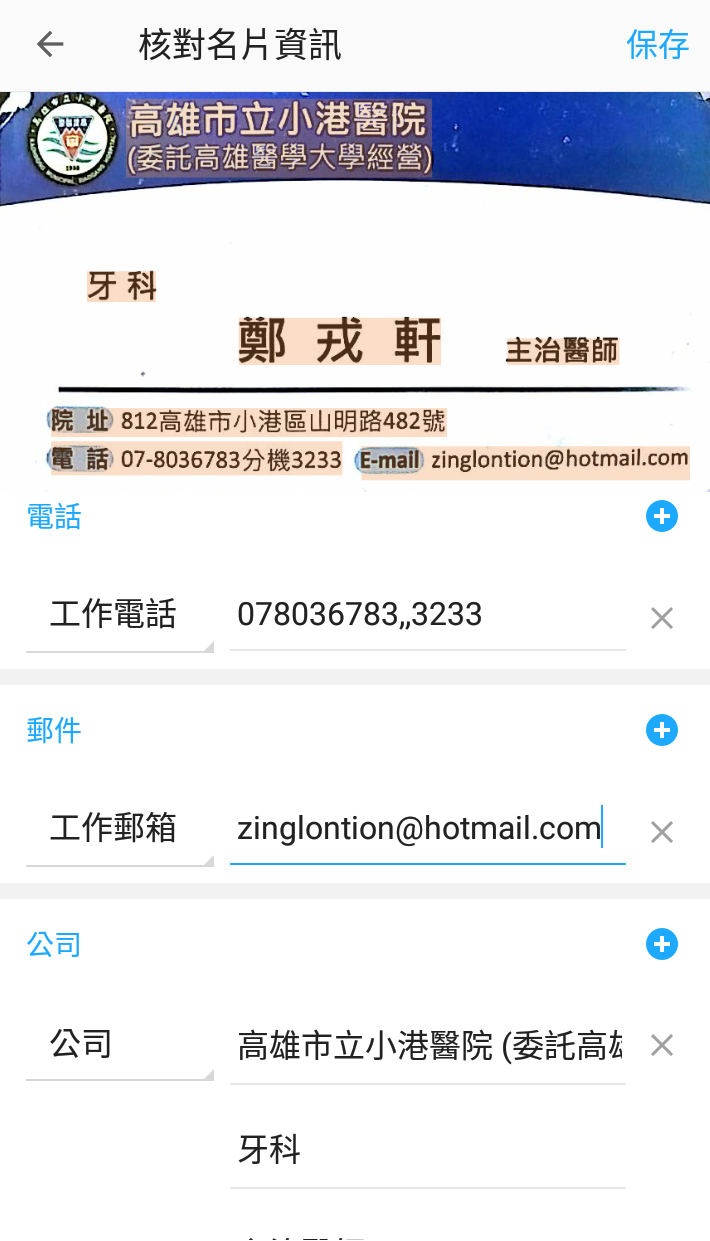 核對名片資訊
保存
高雄市立小港醫院
(委託高雄醫學大學經營)
牙科
鄭戎軒
主治醫師
院址 812高雄市小港區山明路482號
電話 07-8036783分機3233 E-mail zinglontion@hotmail.com
電話
工作電話 078036783,,3233
郵件
工作郵箱 zinglontion@hotmail.com
公司
公司 高雄市立小港醫院 (委託高雄
牙科